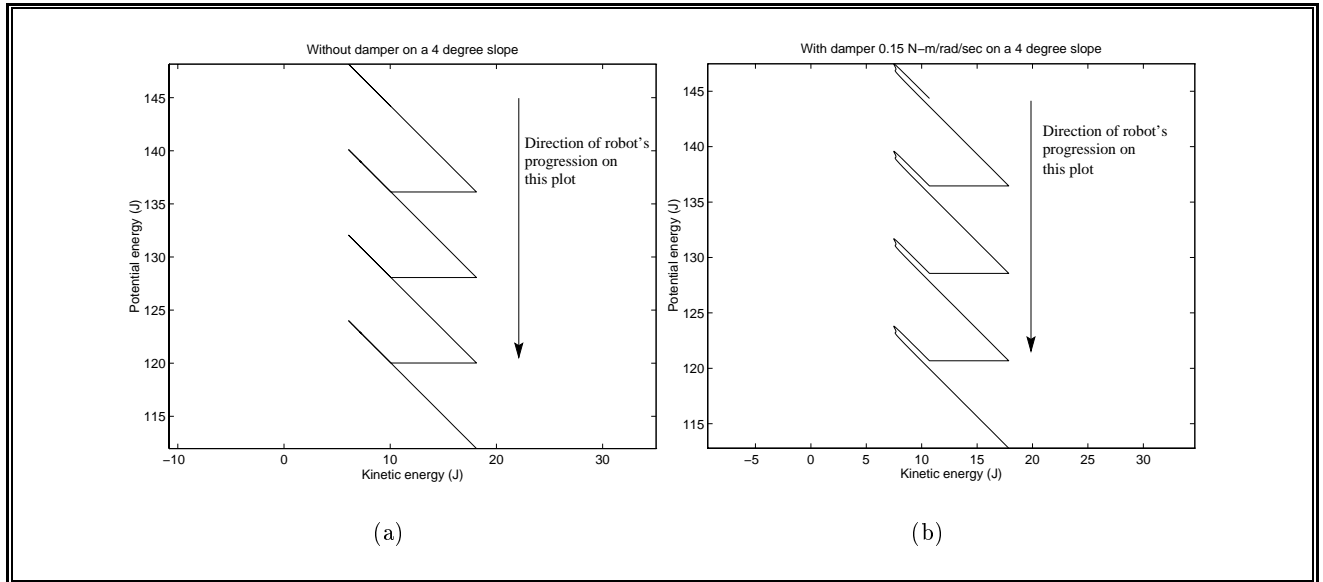 Without damper on a 4 degree slope
145
140
135
130
125
120
115
Potential energy (J)
Direction of robot's
progression on
this plot
−10
0
10
20
30
Kinetic energy (J)
(a)
With damper 0.15 N−m/rad/sec on a 4 degree slope
145
140
135
130
125
120
115
Potential energy (J)
Direction of robot's
progression on
this plot
−5
0
5
10
15
20
25
30
Kinetic energy (J)
(b)